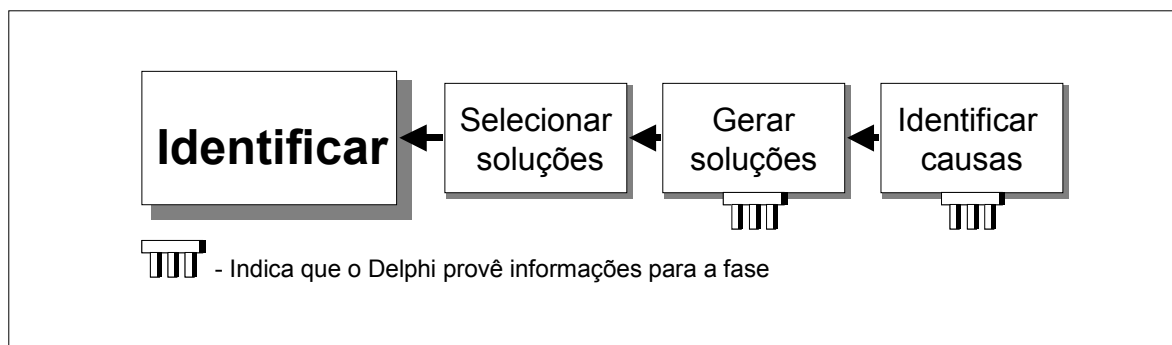 Identificar
Selecionar
soluções
Gerar
soluções
Identificar
causas
- Indica que o Delphi provê informações para a fase